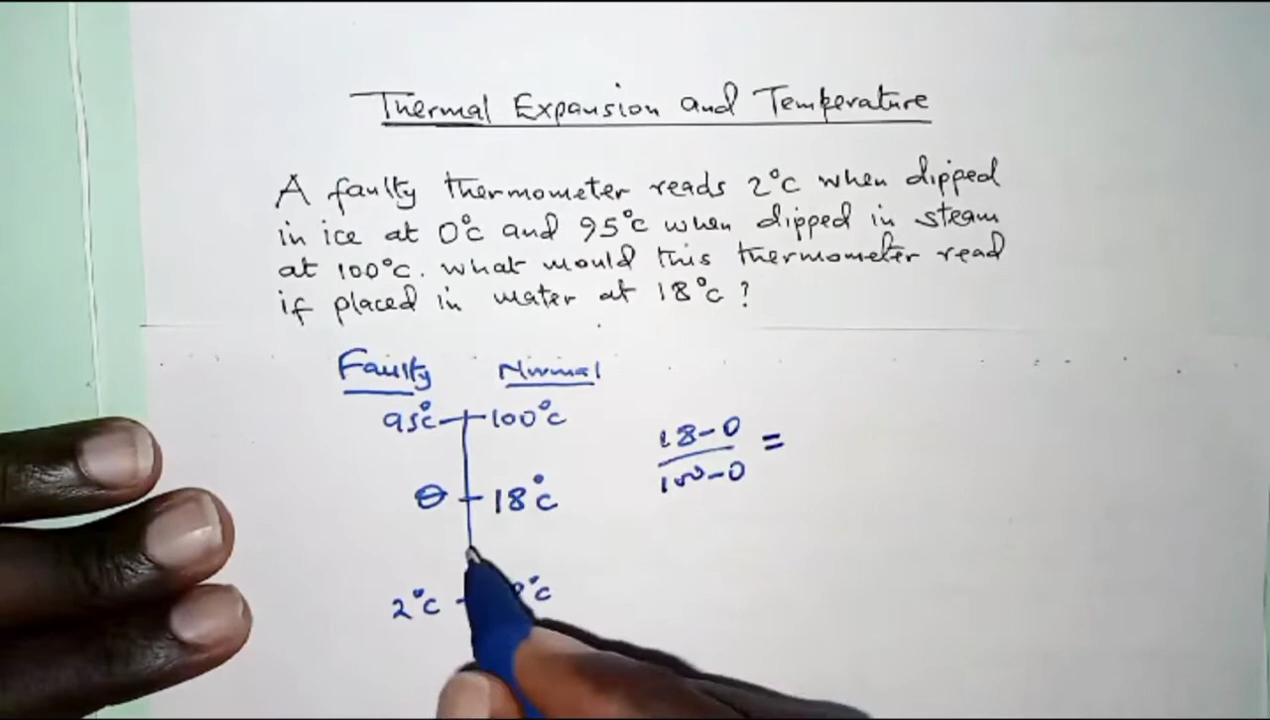 Thermal Expansion and Temperature
A faulty thermometer reads 2°C when dipped
in ice at 0°C and 95°C when dipped in steam
at 100°C. What would this thermometer read
if placed in water at 18°C ?
Faulty Normal
95°C 100°C
18-0
100-0
=
θ 18°C
2°C °C